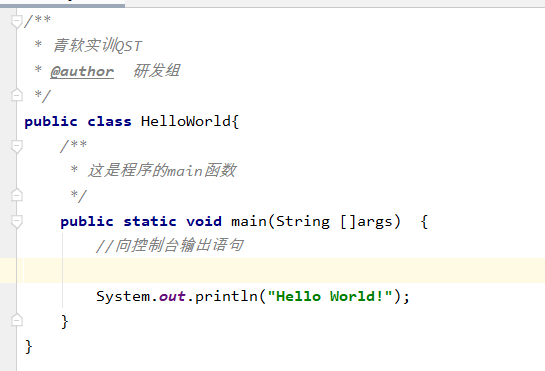 /**
 * 青软实训QST
 * @author  研发组
 */
public class HelloWorld{
    /**
     * 这是程序的main函数
     */
    public static void main(String []args)  {
        //向控制台输出语句
        System.out.println("Hello World!");
    }
}